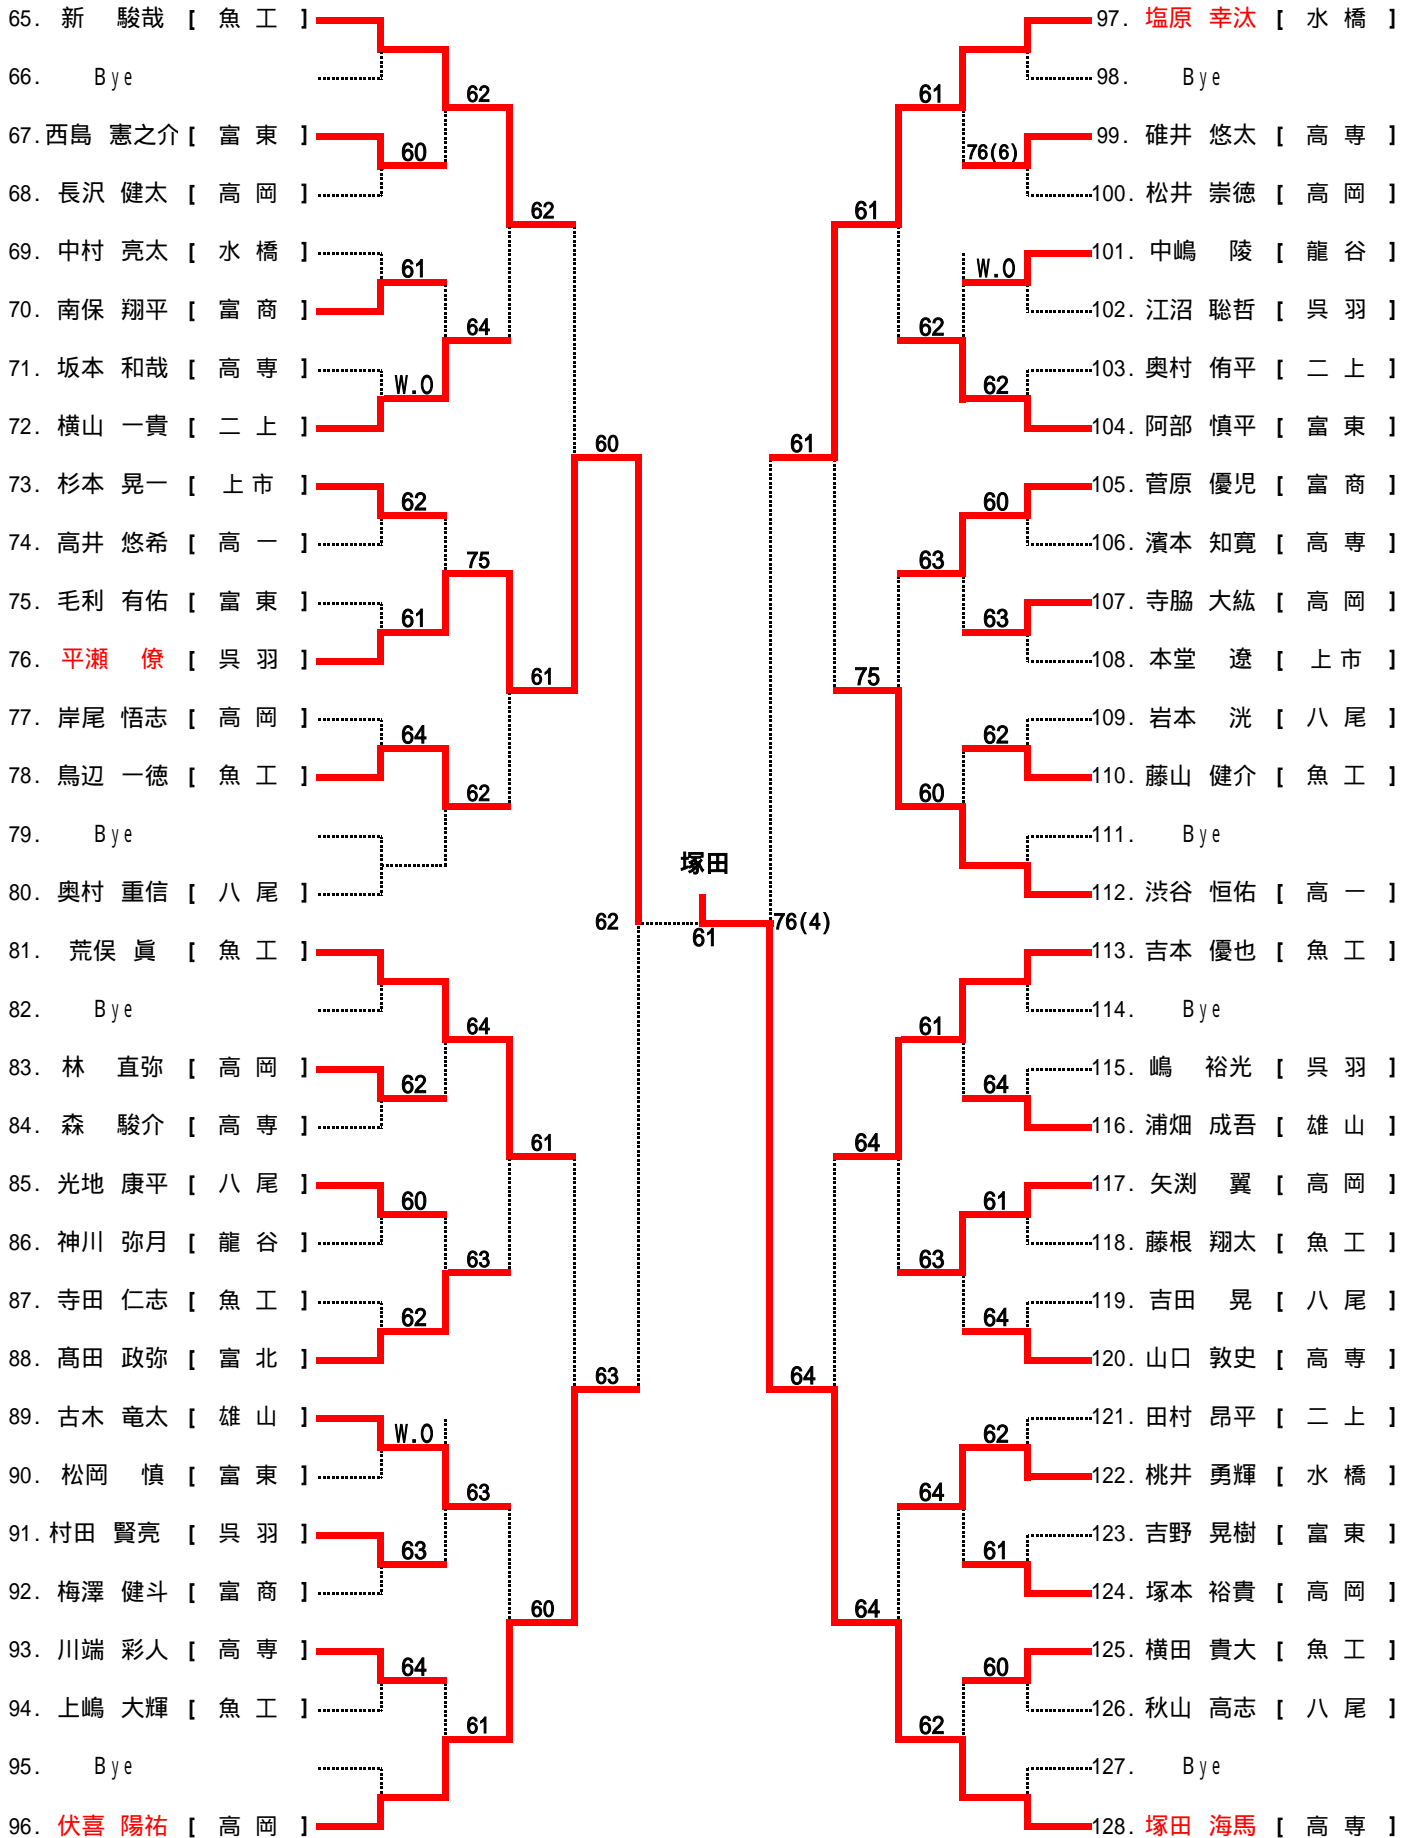 65. 新 駿哉 [ 魚 工 ]
66. Bye
62
67. 西島 憲之介 [ 富 東 ]
60
68. 長沢 健太 [ 高 岡 ]
62
69. 中村 亮太 [ 水 橋 ]
61
70. 南保 翔平 [ 富 商 ]
64
71. 坂本 和哉 [ 高 専 ]
W.O
72. 横山 一貴 [ 二 上 ]
60
73. 杉本 晃一 [ 上 市 ]
62
74. 高井 悠希 [ 高 一 ]
75
75. 毛利 有佑 [ 富 東 ]
61
76. 平瀬 僚 [ 呉 羽 ]
61
77. 岸尾 悟志 [ 高 岡 ]
64
78. 鳥辺 一徳 [ 魚 工 ]
62
79. Bye
80. 奥村 重信 [ 八 尾 ]
62
81. 荒俣 眞 [ 魚 工 ]
82. Bye
64
83. 林 直弥 [ 高 岡 ]
62
84. 森 駿介 [ 高 専 ]
61
85. 光地 康平 [ 八 尾 ]
60
86. 神川 弥月 [ 龍 谷 ]
63
87. 寺田 仁志 [ 魚 工 ]
62
88. 髙田 政弥 [ 富 北 ]
63
89. 古木 竜太 [ 雄 山 ]
W.O
90. 松岡 慎 [ 富 東 ]
63
91. 村田 賢亮 [ 呉 羽 ]
63
92. 梅澤 健斗 [ 富 商 ]
60
93. 川端 彩人 [ 高 専 ]
64
94. 上嶋 大輝 [ 魚 工 ]
61
95. Bye
96. 伏喜 陽祐 [ 高 岡 ]
塚田
61
97. 塩原 幸汰 [ 水 橋 ]
98. Bye
61
99. 碓井 悠太 [ 高 専 ]
76(6)
100. 松井 崇徳 [ 高 岡 ]
61
101. 中嶋 陵 [ 龍 谷 ]
W.O
102. 江沼 聡哲 [ 呉 羽 ]
62
103. 奥村 侑平 [ 二 上 ]
62
104. 阿部 慎平 [ 富 東 ]
61
105. 菅原 優児 [ 富 商 ]
60
106. 濱本 知寛 [ 高 専 ]
63
107. 寺脇 大紘 [ 高 岡 ]
63
108. 本堂 遼 [ 上 市 ]
75
109. 岩本 洸 [ 八 尾 ]
62
110. 藤山 健介 [ 魚 工 ]
60
111. Bye
112. 渋谷 恒佑 [ 高 一 ]
76(4)
113. 吉本 優也 [ 魚 工 ]
114. Bye
61
115. 嶋 裕光 [ 呉 羽 ]
64
116. 浦畑 成吾 [ 雄 山 ]
64
117. 矢渕 翼 [ 高 岡 ]
61
118. 藤根 翔太 [ 魚 工 ]
63
119. 吉田 晃 [ 八 尾 ]
64
120. 山口 敦史 [ 高 専 ]
64
121. 田村 昂平 [ 二 上 ]
62
122. 桃井 勇輝 [ 水 橋 ]
64
123. 吉野 晃樹 [ 富 東 ]
61
124. 塚本 裕貴 [ 高 岡 ]
64
125. 横田 貴大 [ 魚 工 ]
60
126. 秋山 高志 [ 八 尾 ]
62
127. Bye
128. 塚田 海馬 [ 高 専 ]